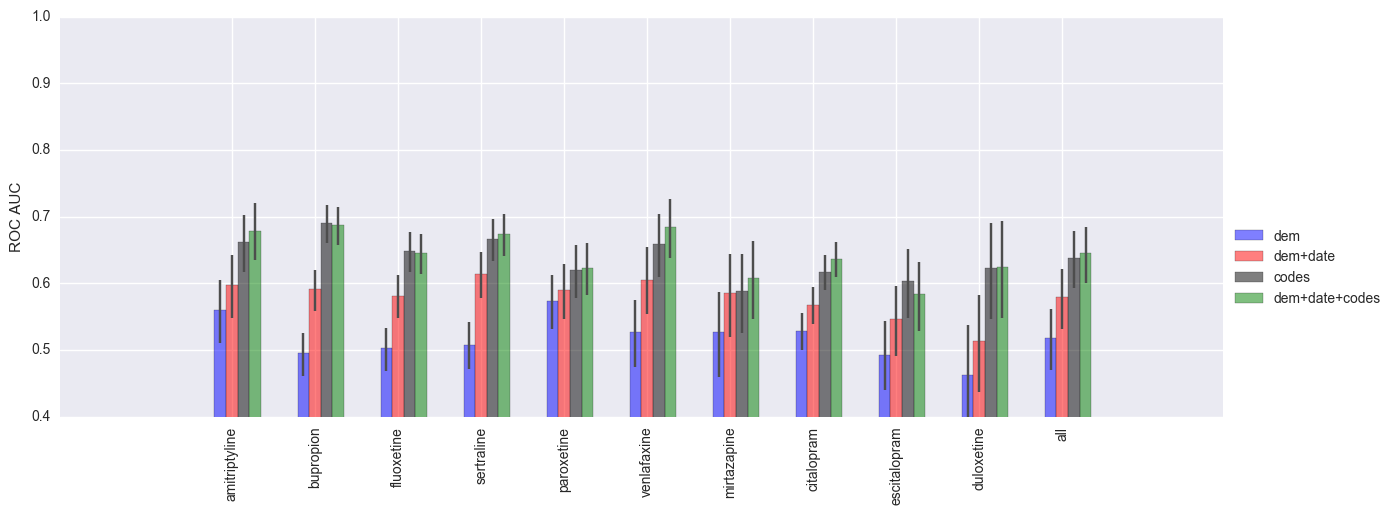 1.0
0.9
0.8
0.7
0.6
0.5
0.4
ROC AUC
amitriptyline
bupropion
fluoxetine
sertraline
paroxetine
venlafaxine
mirtazapine
citalopram
escitalopram
duloxetine
all
dem
dem+date
codes
dem+date+codes